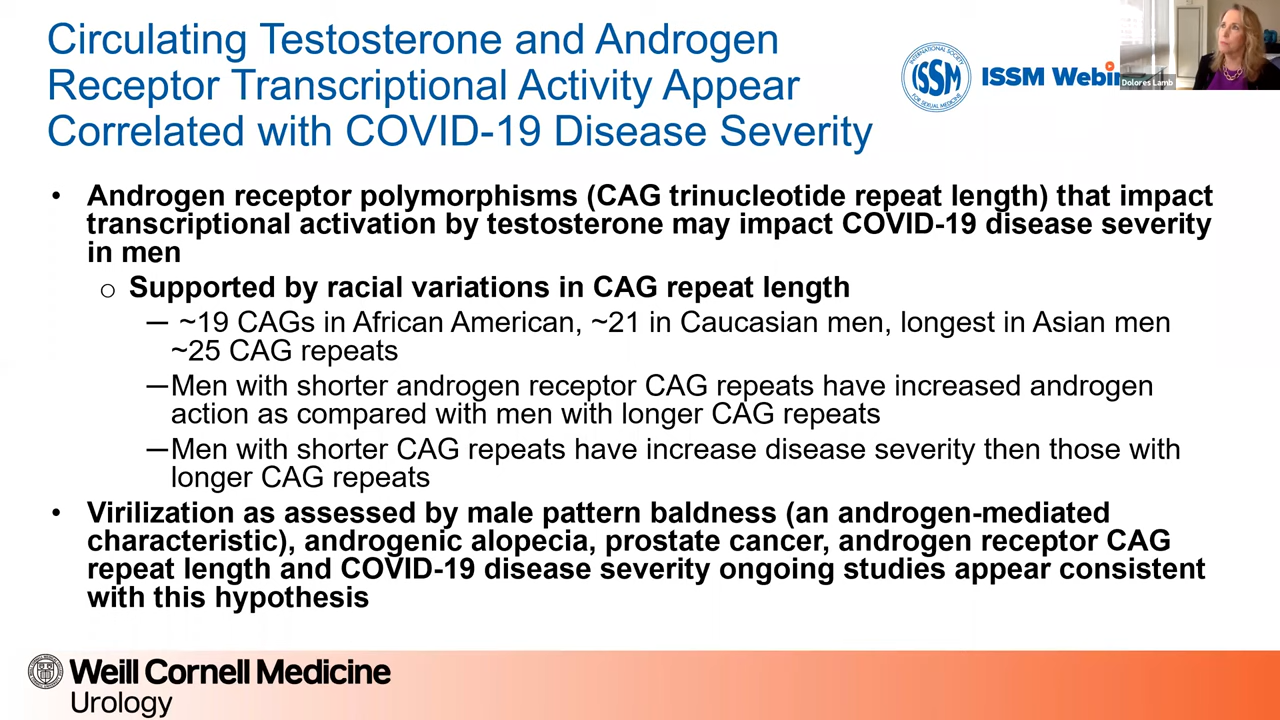 Circulating Testosterone and Androgen
Receptor Transcriptional Activity Appear
Correlated with COVID-19 Disease Severity
INTERNATIONAL SOCIETY
ISSM
FOR SEXUAL MEDICINE
ISSM Webin
Dolores Lamb
• Androgen receptor polymorphisms (CAG trinucleotide repeat length) that impact
transcriptional activation by testosterone may impact COVID-19 disease severity
in men
o Supported by racial variations in CAG repeat length
— ~19 CAGs in African American, ~21 in Caucasian men, longest in Asian men
~25 CAG repeats
—Men with shorter androgen receptor CAG repeats have increased androgen
action as compared with men with longer CAG repeats
—Men with shorter CAG repeats have increase disease severity then those with
longer CAG repeats
• Virilization as assessed by male pattern baldness (an androgen-mediated
characteristic), androgenic alopecia, prostate cancer, androgen receptor CAG
repeat length and COVID-19 disease severity ongoing studies appear consistent
with this hypothesis
Weill Cornell Medicine
Urology